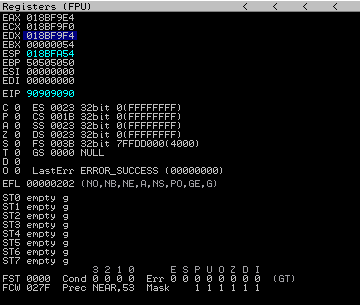 Registers (FPU) < < < <
EAX 018BF9E4
ECX 018BF9F0
EDX 018BF9F4
EBX 00000054
ESP 018BFA54
EBP 50505050
ESI 00000000
EDI 00000000
EIP 90909090
C 0 ES 0023 32bit 0(FFFFFFFF)
P 0 CS 001B 32bit 0(FFFFFFFF)
A 0 SS 0023 32bit 0(FFFFFFFF)
Z 0 DS 0023 32bit 0(FFFFFFFF)
S 0 FS 003B 32bit 7FFDD000(4000)
T 0 GS 0000 NULL
D 0
O 0 LastErr ERROR_SUCCESS (00000000)
EFL 00000202 (NO,NB,NE,A,NS,PO,GE,G)
ST0 empty g
ST1 empty g
ST2 empty g
ST3 empty g
ST4 empty g
ST5 empty g
ST6 empty g
ST7 empty g
3 2 1 0 E S P U O Z D I
FST 0000 Cond 0 0 0 0 Err 0 0 0 0 0 0 0 0 (GT)
FCW 027F Prec NEAR,53 Mask 1 1 1 1 1 1